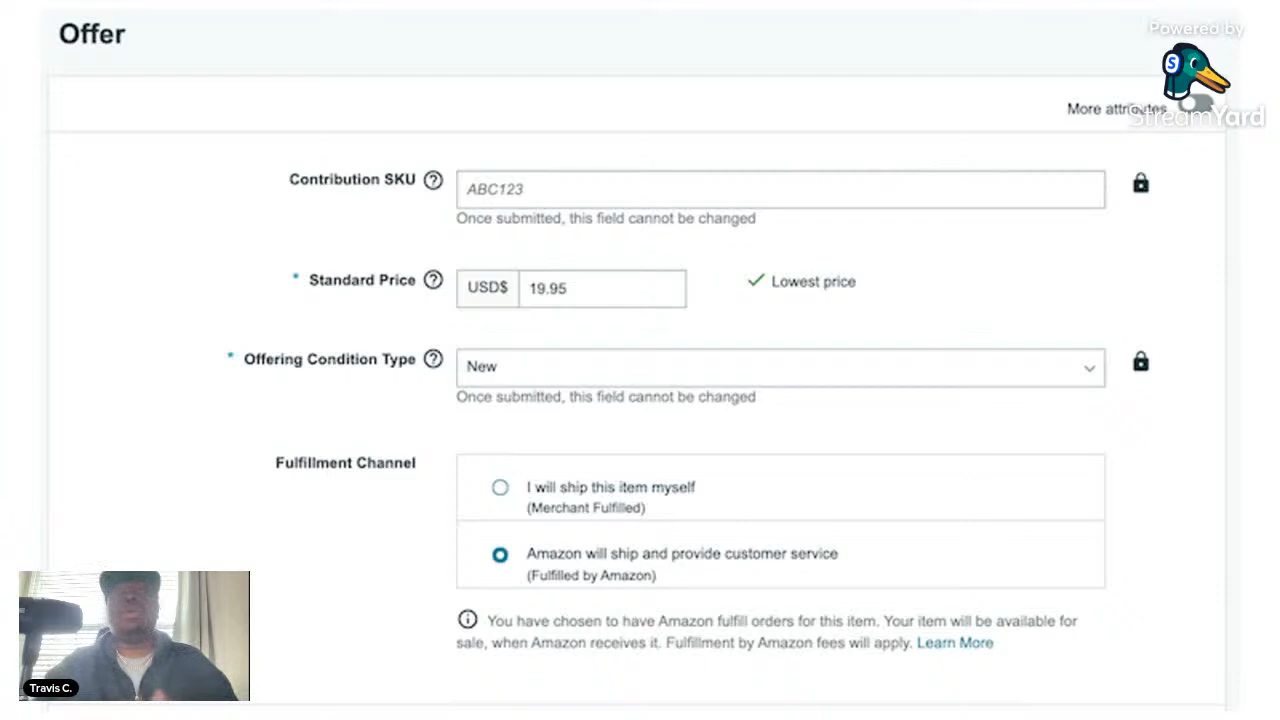 Offer
Powered by
StreamYard
More attributes
Contribution SKU ?
ABC123
Once submitted, this field cannot be changed
* Standard Price ?
USD$ 19.95
Lowest price
* Offering Condition Type ?
New
Once submitted, this field cannot be changed
Fulfillment Channel
I will ship this item myself
(Merchant Fulfilled)
Amazon will ship and provide customer service
(Fulfilled by Amazon)
You have chosen to have Amazon fulfill orders for this item. Your item will be available for
sale, when Amazon receives it. Fulfillment by Amazon fees will apply. Learn More
Travis C.